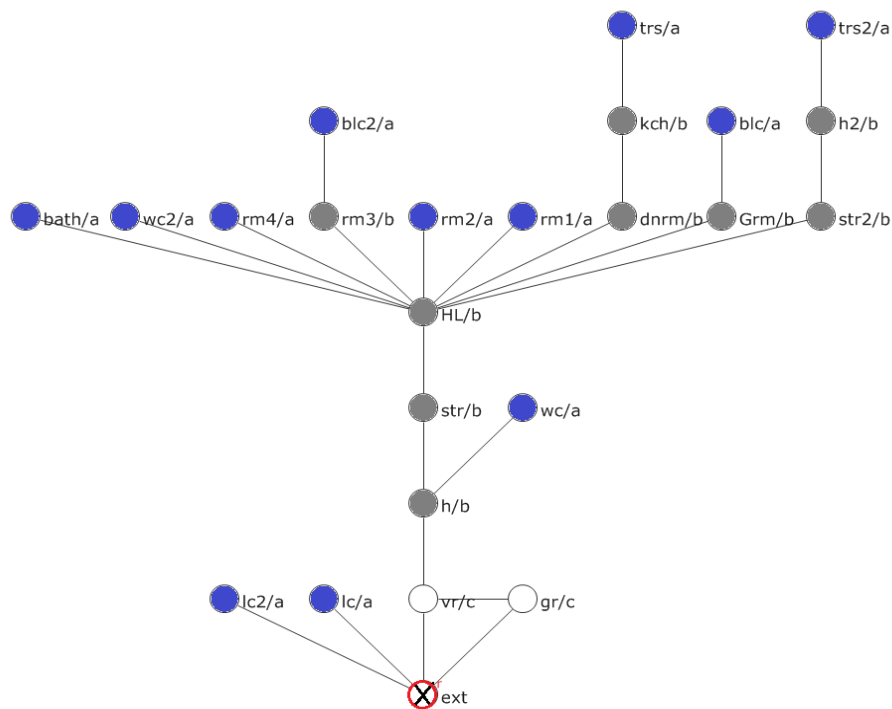 trs/a trs2/a
blc2/a kch/b blc/a h2/b
bath/a wc2/a rm4/a rm3/b rm2/a rm1/a dnrm/b Grm/b str2/b
HL/b
str/b wc/a
h/b
lc2/a lc/a vr/c gr/c
ext